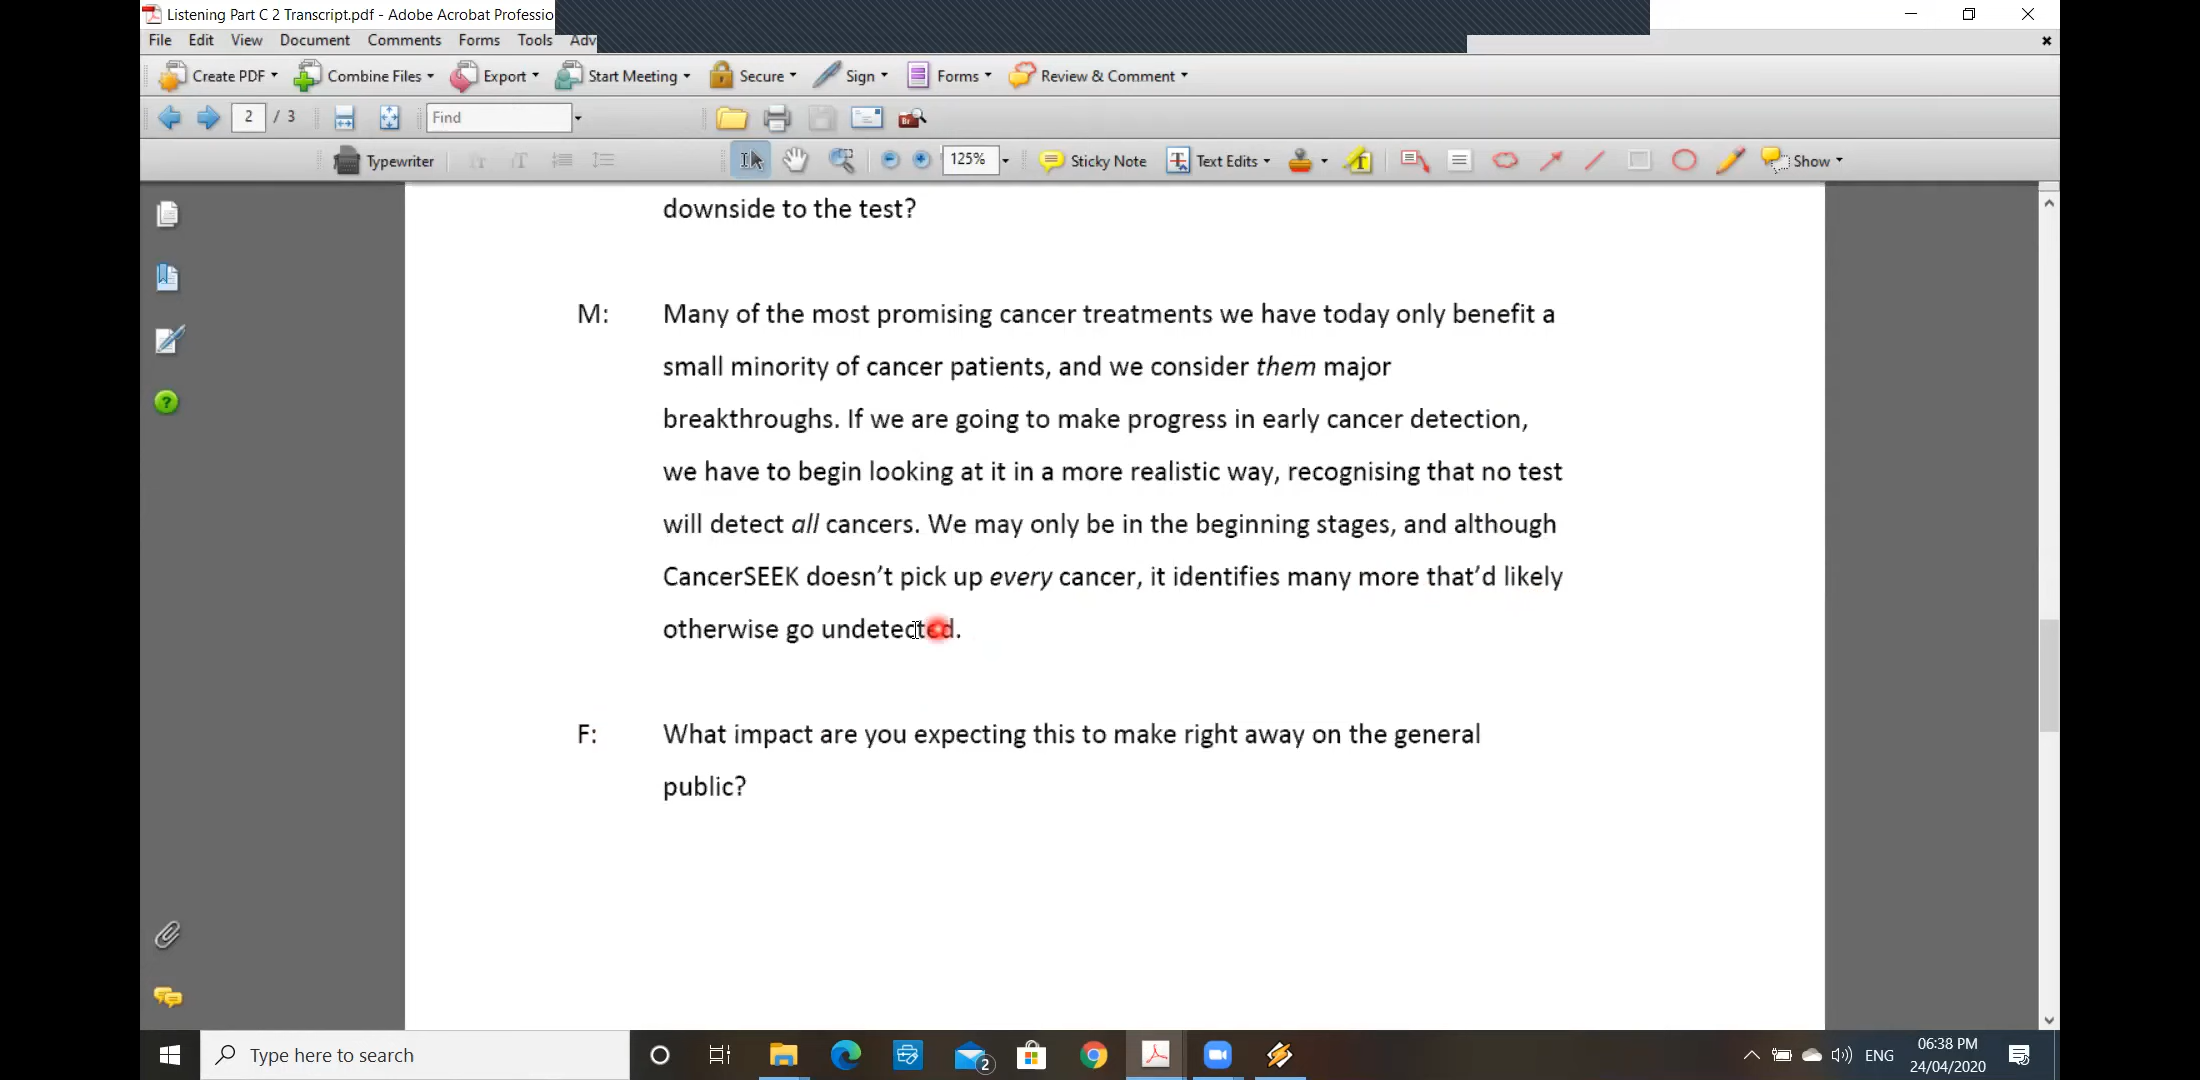 Listening Part C 2 Transcript.pdf - Adobe Acrobat Professio
File Edit View Document Comments Forms Tools Adv
Create PDF Combine Files Export Start Meeting Secure Sign Forms Review & Comment
2 / 3 Find
Typewriter 125% Sticky Note Text Edits Show
downside to the test?
M: Many of the most promising cancer treatments we have today only benefit a
small minority of cancer patients, and we consider them major
breakthroughs. If we are going to make progress in early cancer detection,
we have to begin looking at it in a more realistic way, recognising that no test
will detect all cancers. We may only be in the beginning stages, and although
CancerSEEK doesn't pick up every cancer, it identifies many more that'd likely
otherwise go undetected.
F: What impact are you expecting this to make right away on the general
public?
Type here to search 2 ENG 06:38 PM
24/04/2020